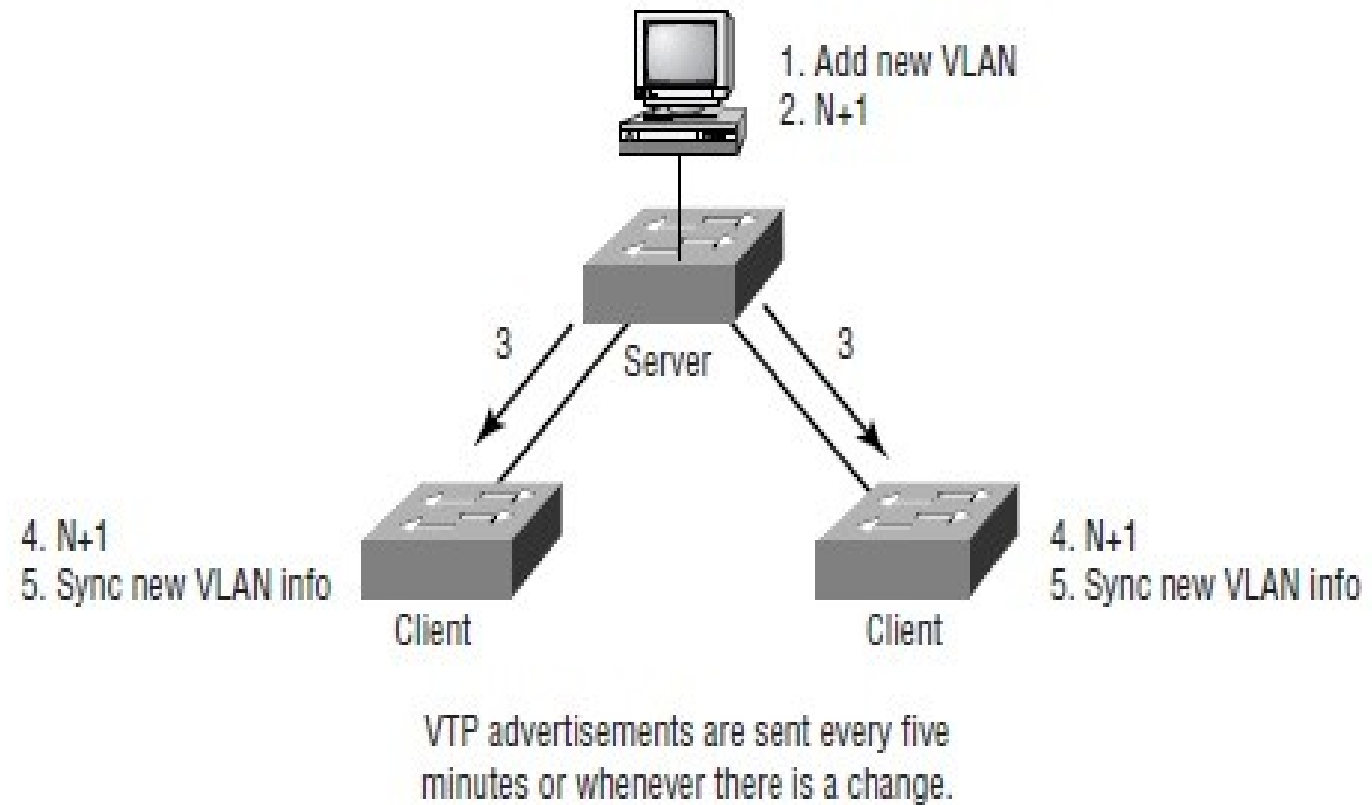 1. Add new VLAN
2. N+1
3
3
Server
4. N+1
5. Sync new VLAN info
Client
4. N+1
5. Sync new VLAN info
Client
VTP advertisements are sent every five
minutes or whenever there is a change.